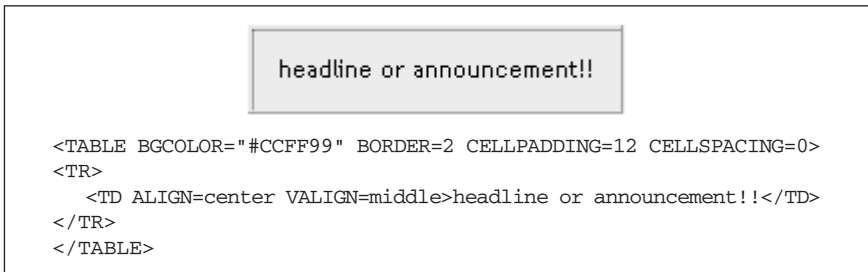 headline or announcement!!
<TABLE BGCOLOR="#CCFF99" BORDER=2 CELLPADDING=12 CELLSPACING=0>
<TR>
   <TD ALIGN=center VALIGN=middle>headline or announcement!!</TD>
</TR>
</TABLE>